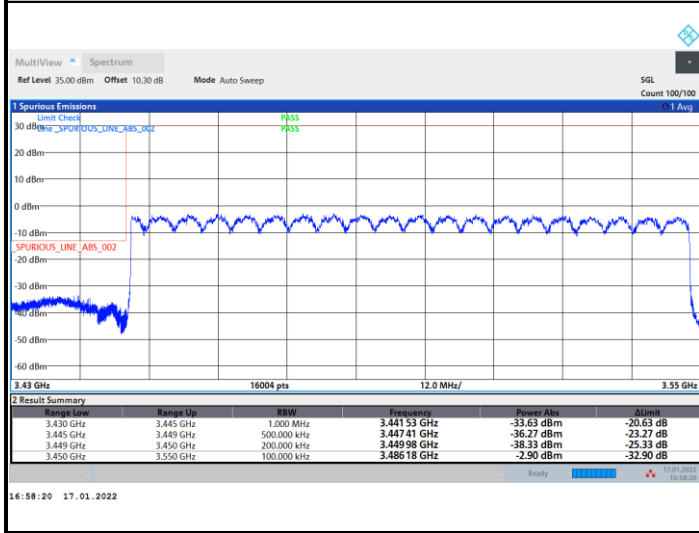 MultiView Spectrum
Ref Level 35.00 dBm Offset 10.30 dB Mode Auto Sweep SGL
Count 100/100
1 Spurious Emissions 1 Avg
Limit Check PASS
Line _SPURIOUS_LINE_ABS_002 PASS
30 dBm
20 dBm
10 dBm
0 dBm
-10 dBm
_SPURIOUS_LINE_ABS_002
-20 dBm
-30 dBm
-40 dBm
-50 dBm
-60 dBm
3.43 GHz 16004 pts 12.0 MHz/ 3.55 GHz
2 Result Summary
Range Low Range Up RBW Frequency Power Abs ΔLimit
3.430 GHz 3.445 GHz 1.000 MHz 3.441 53 GHz -33.63 dBm -20.63 dB
3.445 GHz 3.449 GHz 500.000 kHz 3.447 41 GHz -36.27 dBm -23.27 dB
3.449 GHz 3.450 GHz 200.000 kHz 3.449 98 GHz -38.33 dBm -25.33 dB
3.450 GHz 3.550 GHz 100.000 kHz 3.486 18 GHz -2.90 dBm -32.90 dB
Ready 17.01.2022
16:58:20
16:58:20 17.01.2022